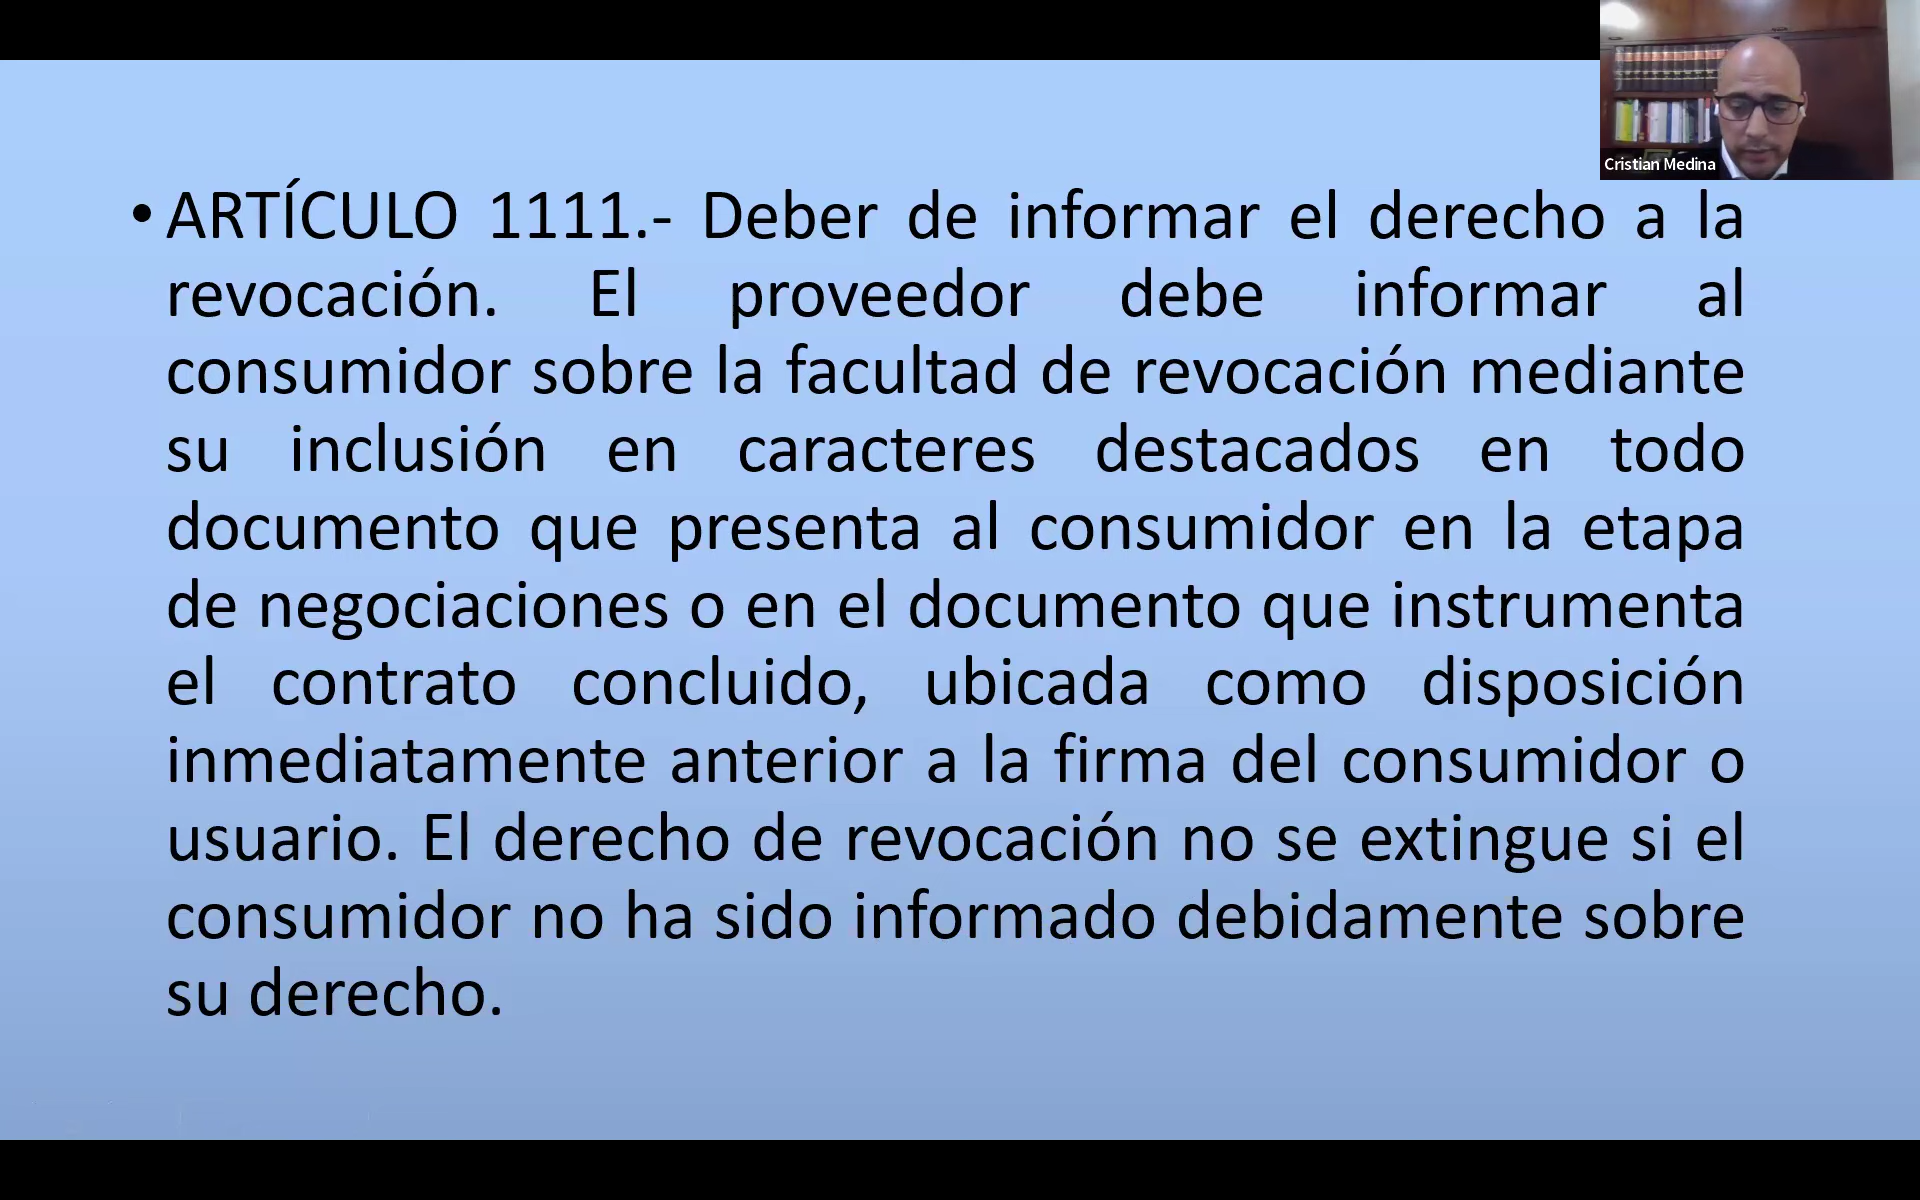 Cristian Medina
• ARTÍCULO 1111.- Deber de informar el derecho a la
revocación. El proveedor debe informar al
consumidor sobre la facultad de revocación mediante
su inclusión en caracteres destacados en todo
documento que presenta al consumidor en la etapa
de negociaciones o en el documento que instrumenta
el contrato concluido, ubicada como disposición
inmediatamente anterior a la firma del consumidor o
usuario. El derecho de revocación no se extingue si el
consumidor no ha sido informado debidamente sobre
su derecho.